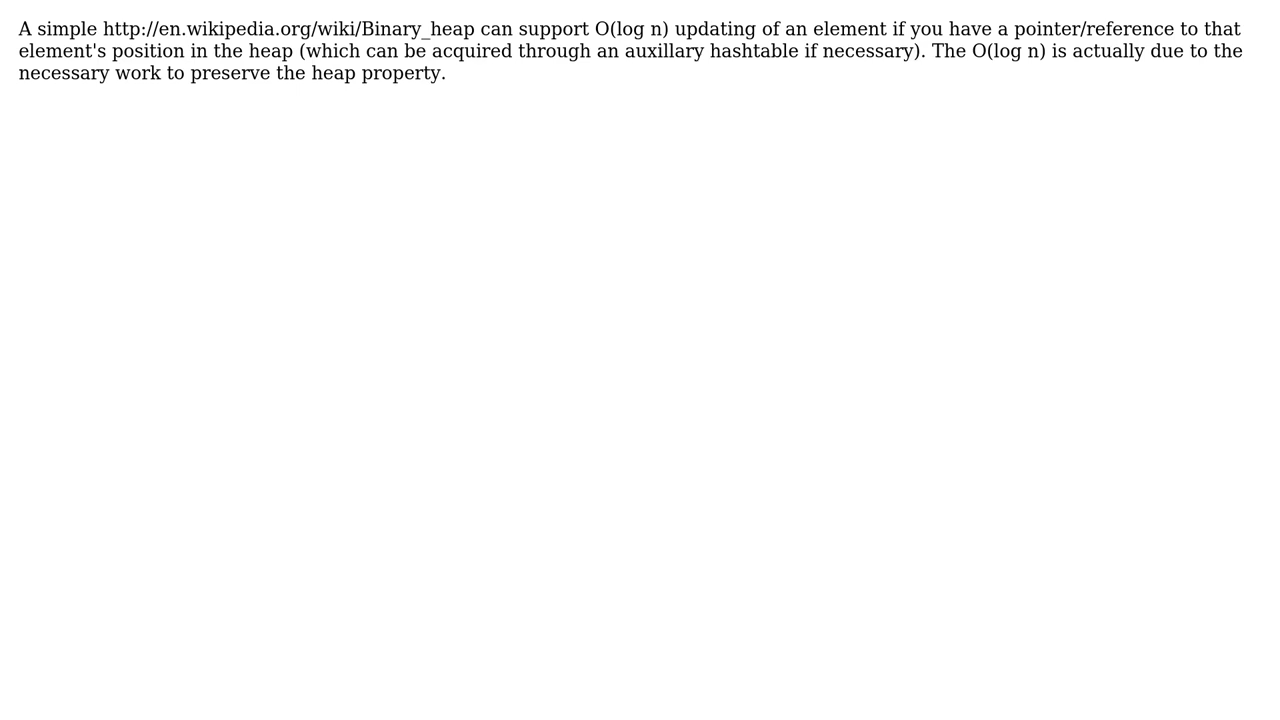 A simple http://en.wikipedia.org/wiki/Binary_heap can support O(log n) updating of an element if you have a pointer/reference to that
element's position in the heap (which can be acquired through an auxillary hashtable if necessary). The O(log n) is actually due to the
necessary work to preserve the heap property.